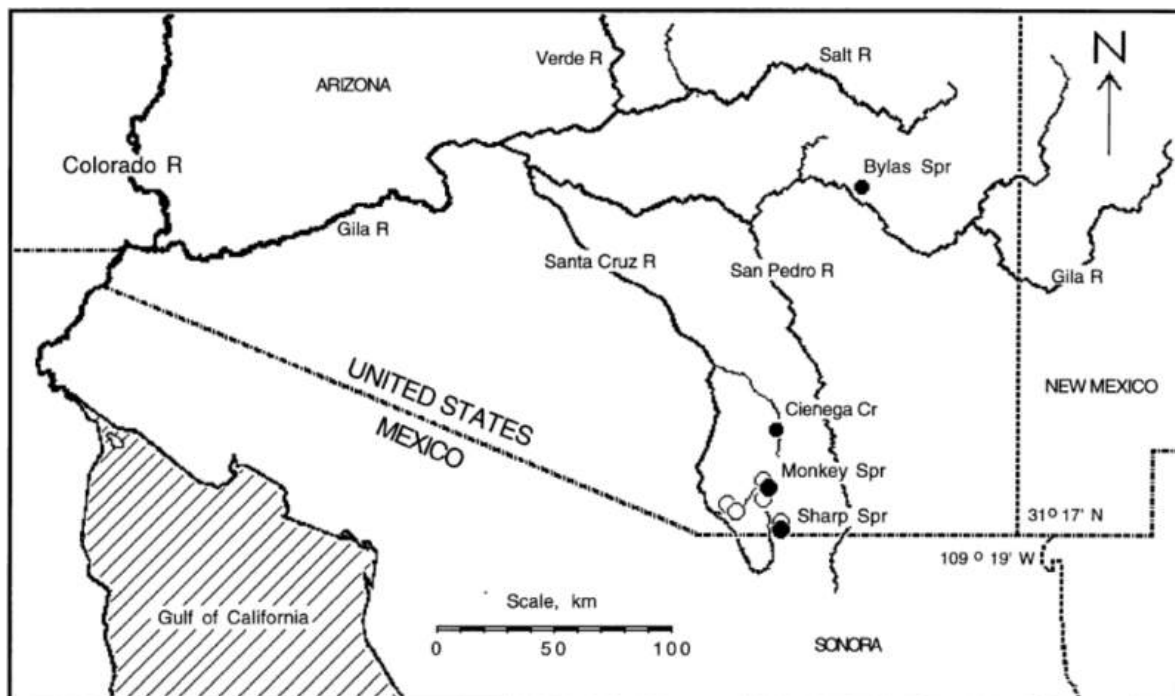 Verde R
Salt R
N
ARIZONA
Colorado R
Bylas Spr
Gila R
Santa Cruz R
San Pedro R
Gila R
UNITED STATES
MEXICO
NEW MEXICO
Cienega Cr
Monkey Spr
Sharp Spr
31° 17' N
109° 19' W
Scale, km
0 50 100
Gulf of California
SONORA